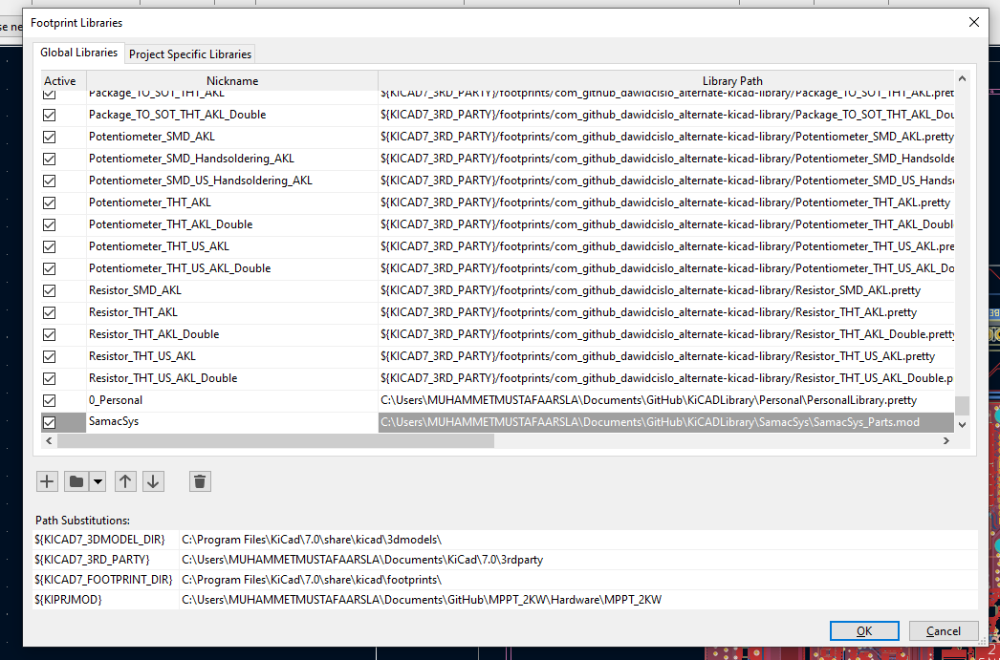 se ne
Footprint Libraries
Global Libraries Project Specific Libraries
Active Nickname Library Path
Package_TO_SOT_THT_AKL ${KICAD7_3RD_PARTY}/footprints/com_github_dawidcislo_alternate-kicad-library/Package_TO_SOT_THT_AKL.pret
Package_TO_SOT_THT_AKL_Double ${KICAD7_3RD_PARTY}/footprints/com_github_dawidcislo_alternate-kicad-library/Package_TO_SOT_THT_AKL_Dou
Potentiometer_SMD_AKL ${KICAD7_3RD_PARTY}/footprints/com_github_dawidcislo_alternate-kicad-library/Potentiometer_SMD_AKL.pretty
Potentiometer_SMD_Handsoldering_AKL ${KICAD7_3RD_PARTY}/footprints/com_github_dawidcislo_alternate-kicad-library/Potentiometer_SMD_Handsolde
Potentiometer_SMD_US_Handsoldering_AKL ${KICAD7_3RD_PARTY}/footprints/com_github_dawidcislo_alternate-kicad-library/Potentiometer_SMD_US_Hands
Potentiometer_THT_AKL ${KICAD7_3RD_PARTY}/footprints/com_github_dawidcislo_alternate-kicad-library/Potentiometer_THT_AKL.pretty
Potentiometer_THT_AKL_Double ${KICAD7_3RD_PARTY}/footprints/com_github_dawidcislo_alternate-kicad-library/Potentiometer_THT_AKL_Doubl
Potentiometer_THT_US_AKL ${KICAD7_3RD_PARTY}/footprints/com_github_dawidcislo_alternate-kicad-library/Potentiometer_THT_US_AKL.pre
Potentiometer_THT_US_AKL_Double ${KICAD7_3RD_PARTY}/footprints/com_github_dawidcislo_alternate-kicad-library/Potentiometer_THT_US_AKL_Do
Resistor_SMD_AKL ${KICAD7_3RD_PARTY}/footprints/com_github_dawidcislo_alternate-kicad-library/Resistor_SMD_AKL.pretty
Resistor_THT_AKL ${KICAD7_3RD_PARTY}/footprints/com_github_dawidcislo_alternate-kicad-library/Resistor_THT_AKL.pretty
Resistor_THT_AKL_Double ${KICAD7_3RD_PARTY}/footprints/com_github_dawidcislo_alternate-kicad-library/Resistor_THT_AKL_Double.pretty
Resistor_THT_US_AKL ${KICAD7_3RD_PARTY}/footprints/com_github_dawidcislo_alternate-kicad-library/Resistor_THT_US_AKL.pretty
Resistor_THT_US_AKL_Double ${KICAD7_3RD_PARTY}/footprints/com_github_dawidcislo_alternate-kicad-library/Resistor_THT_US_AKL_Double.p
0_Personal C:\Users\MUHAMMETMUSTAFAARSLA\Documents\GitHub\KiCADLibrary\Personal\PersonalLibrary.pretty
SamacSys C:\Users\MUHAMMETMUSTAFAARSLA\Documents\GitHub\KiCADLibrary\SamacSys\SamacSys_Parts.mod
Path Substitutions:
${KICAD7_3DMODEL_DIR} C:\Program Files\KiCad\7.0\share\kicad\3dmodels\
${KICAD7_3RD_PARTY} C:\Users\MUHAMMETMUSTAFAARSLA\Documents\KiCad\7.0\3rdparty
${KICAD7_FOOTPRINT_DIR} C:\Program Files\KiCad\7.0\share\kicad\footprints\
${KIPRJMOD} C:\Users\MUHAMMETMUSTAFAARSLA\Documents\GitHub\MPPT_2KW\Hardware\MPPT_2KW
OK Cancel